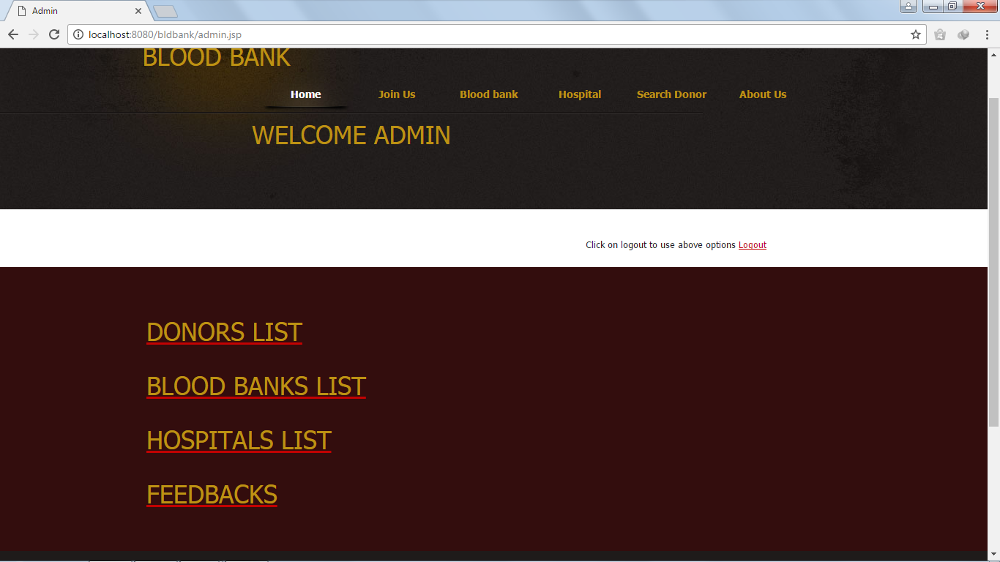 Admin
localhost:8080/bldbank/admin.jsp
BLOOD BANK
Home Join Us Blood bank Hospital Search Donor About Us
WELCOME ADMIN
Click on logout to use above options Logout
DONORS LIST
BLOOD BANKS LIST
HOSPITALS LIST
FEEDBACKS